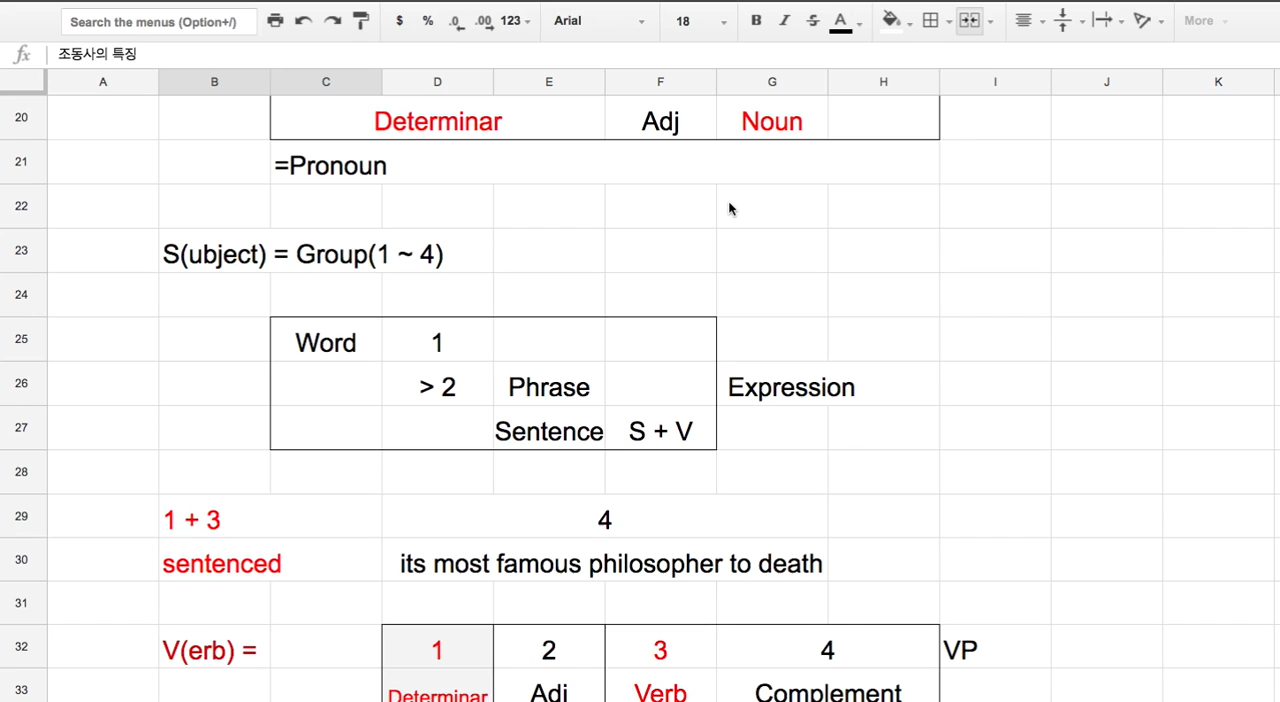 Search the menus (Option+/) $ % .0 .00 123 Arial 18 B I S A More
fx 조동사의 특징
A B C D E F G H I J K
20 Determinar Adj Noun
21 =Pronoun
22
23 S(ubject) = Group(1 ~ 4)
24
25 Word 1
26 > 2 Phrase Expression
27 Sentence S + V
28
29 1 + 3 4
30 sentenced its most famous philosopher to death
31
32 V(erb) = 1 2 3 4 VP
33 Determinar Adj Verb Complement